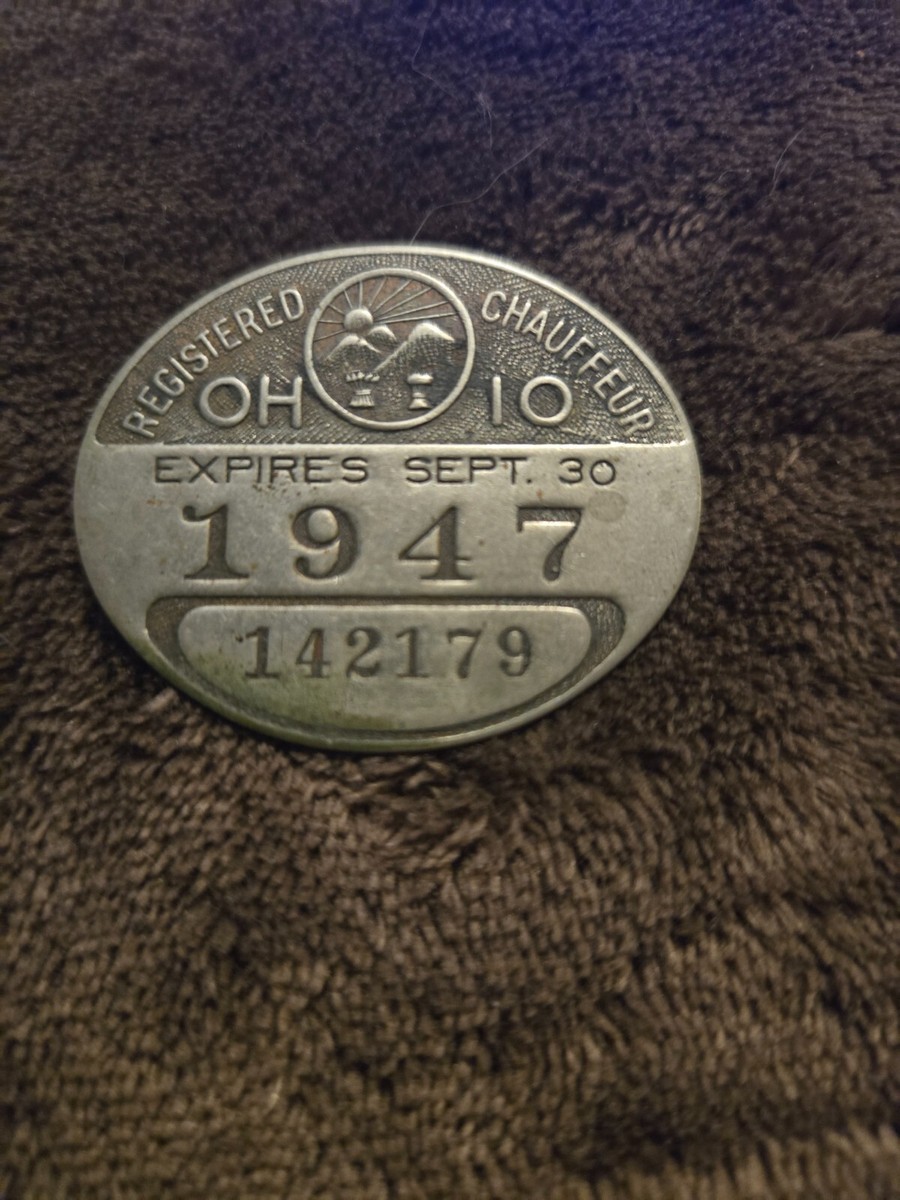 REGISTERED CHAUFFEUR
OHIO
EXPIRES SEPT. 30
1947
142179